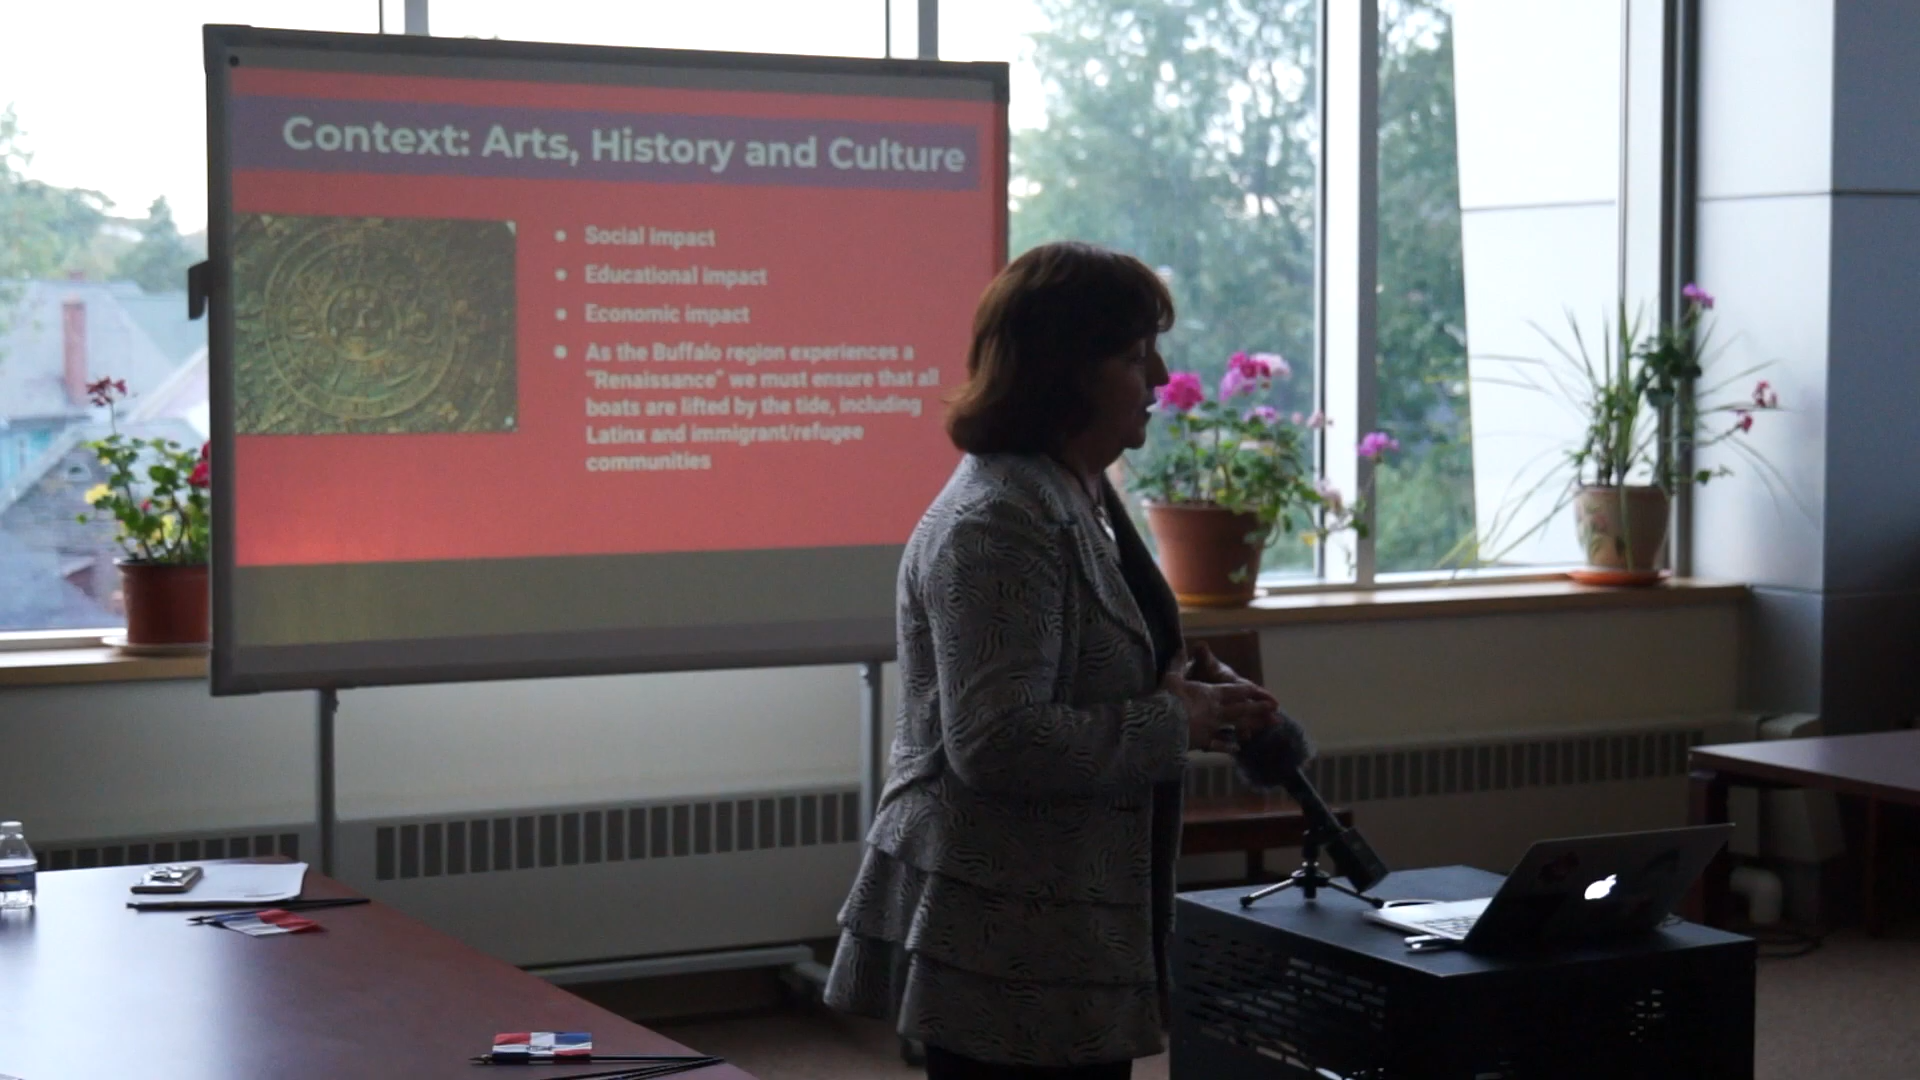 Context: Arts, History and Culture
• Social impact
• Educational impact
• Economic impact
• As the Buffalo region experiences a
"Renaissance" we must ensure that all
boats are lifted by the tide, including
Latinx and immigrant/refugee
communities